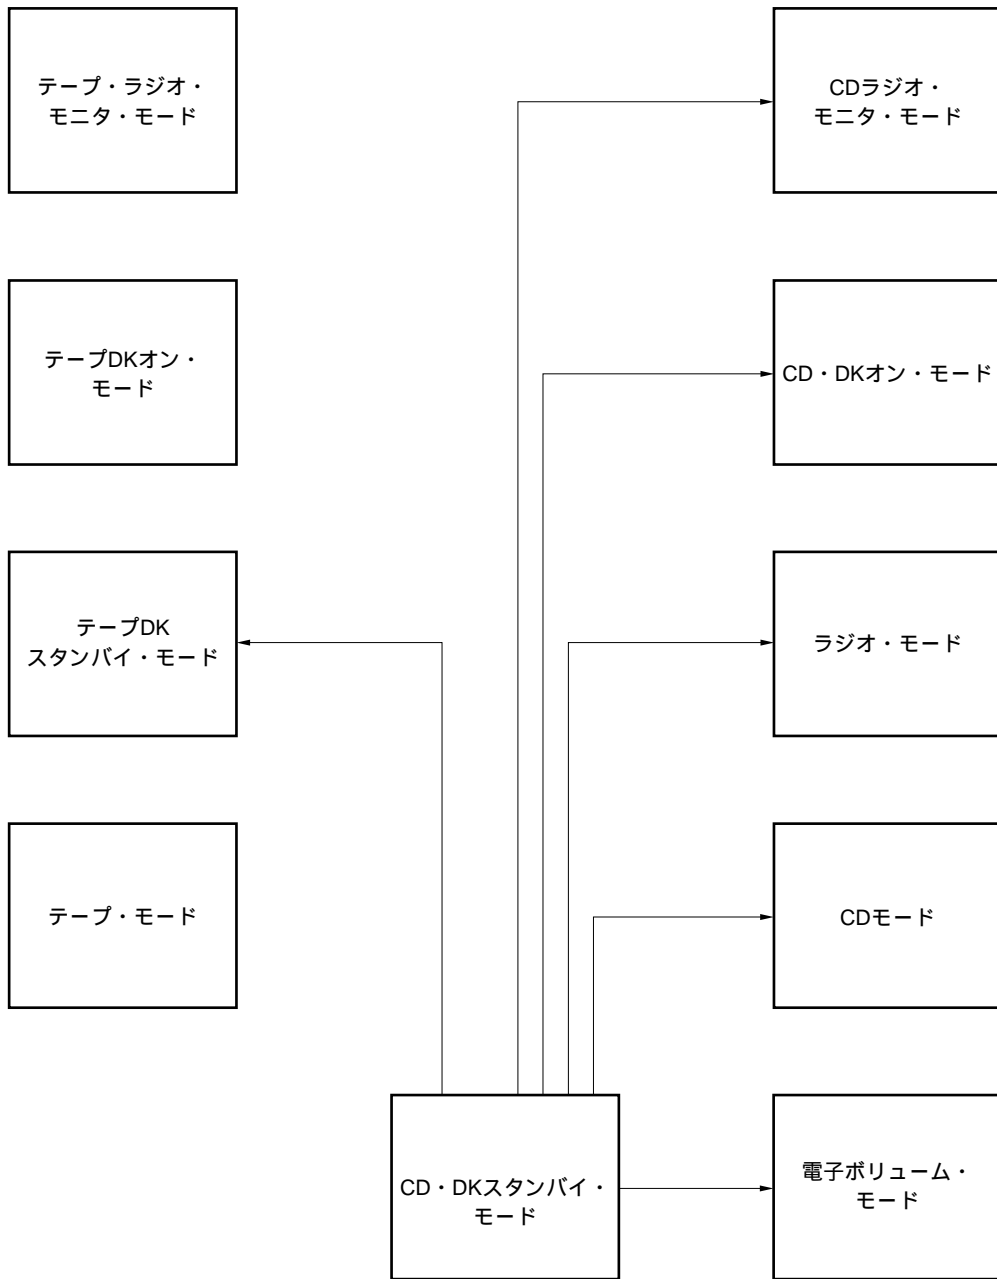 テープ・ラジオ・
モニタ・モード
CDラジオ・
モニタ・モード
テープDKオン・
モード
CD・DKオン・モード
テープDK
スタンバイ・モード
ラジオ・モード
テープ・モード
CDモード
CD・DKスタンバイ・
モード
電子ボリューム・
モード